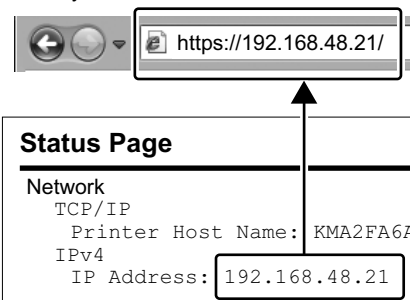 https://192.168.48.21/
Status Page
Network
TCP/IP
Printer Host Name: KMA2FA6A
IPv4
IP Address: 192.168.48.21